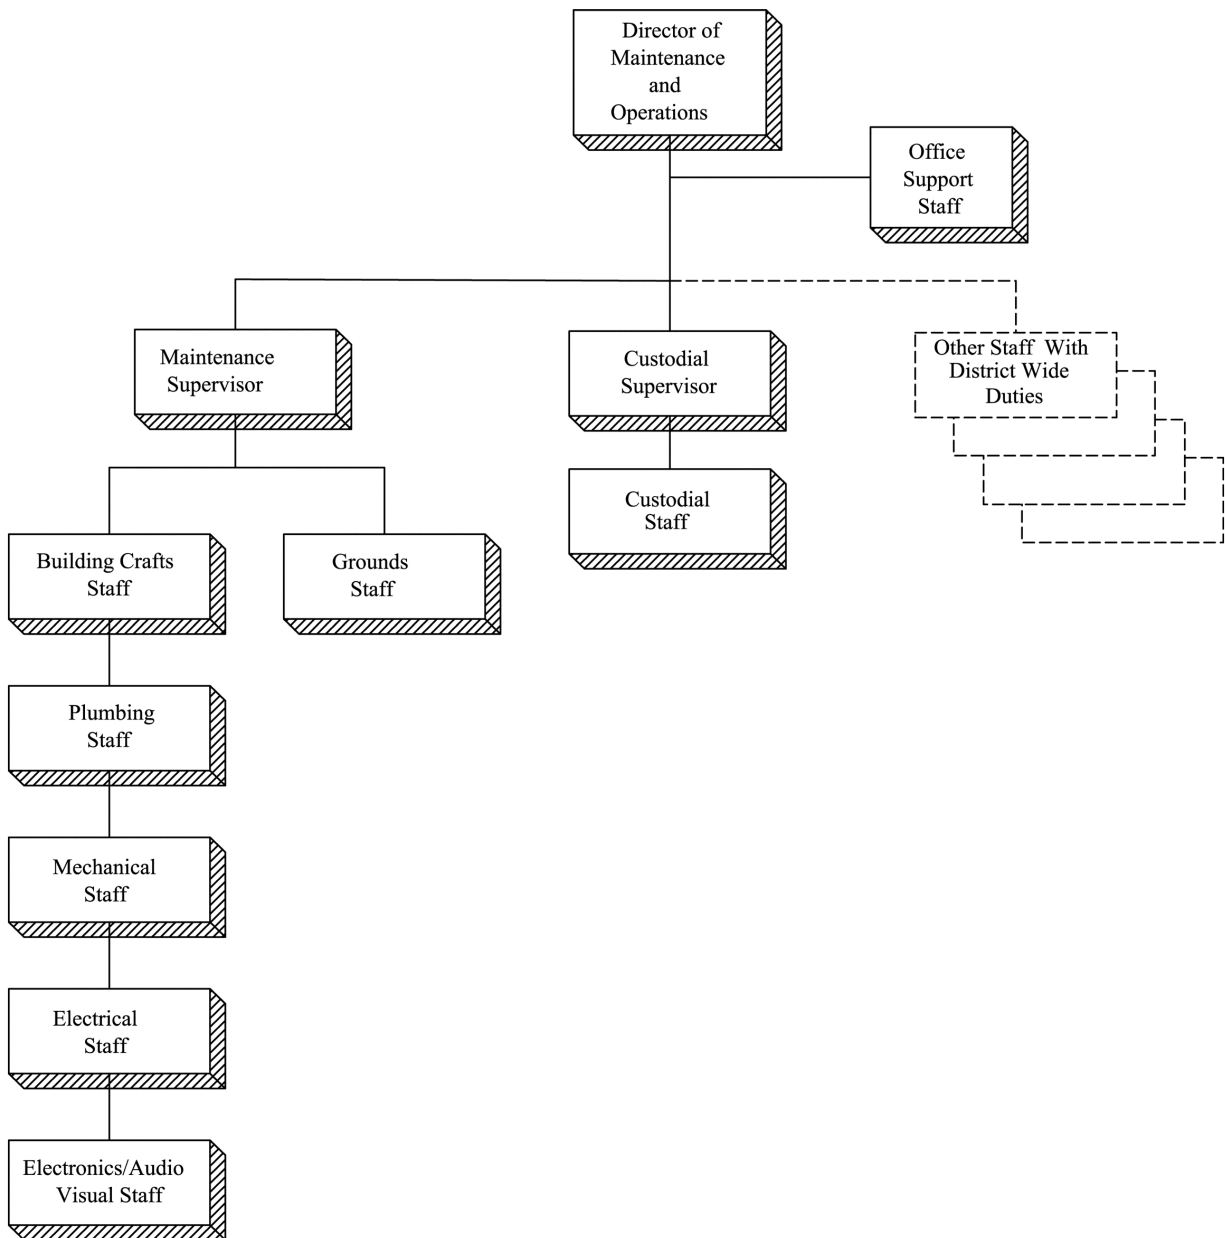 Director of
Maintenance
and
Operations
Office
Support
Staff
Maintenance
Supervisor
Custodial
Supervisor
Other Staff With
District Wide
Duties
Custodial
Staff
Building Crafts
Staff
Grounds
Staff
Plumbing
Staff
Mechanical
Staff
Electrical
Staff
Electronics/Audio
Visual Staff